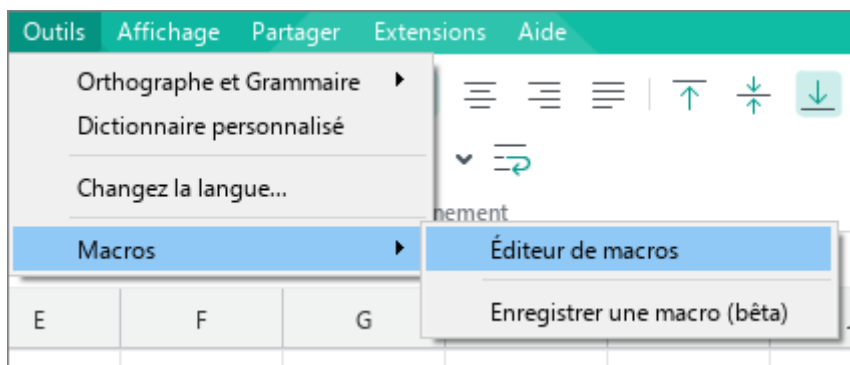 Outils Affichage Partager Extensions Aide
Orthographe et Grammaire
Dictionnaire personnalisé
Changez la langue...
nement
Macros
Éditeur de macros
Enregistrer une macro (bêta)
E F G